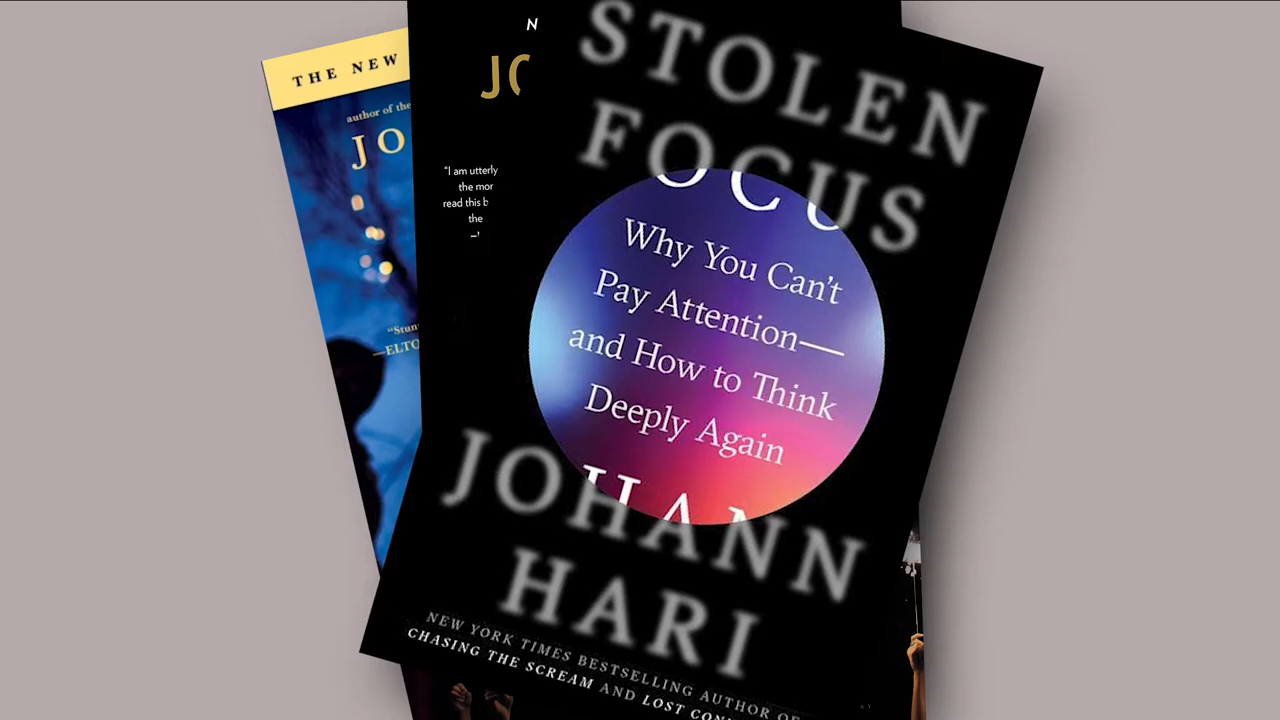 THE NEW
author of the
JO
"Stun
—ELTO
N
JO
"I am utterly
the mor
read this b
the
STOLEN
FOCUS
Why You Can't
Pay Attention—
and How to Think
Deeply Again
JOHANN
HARI
NEW YORK TIMES BESTSELLING AUTHOR OF
CHASING THE SCREAM AND LOST CON